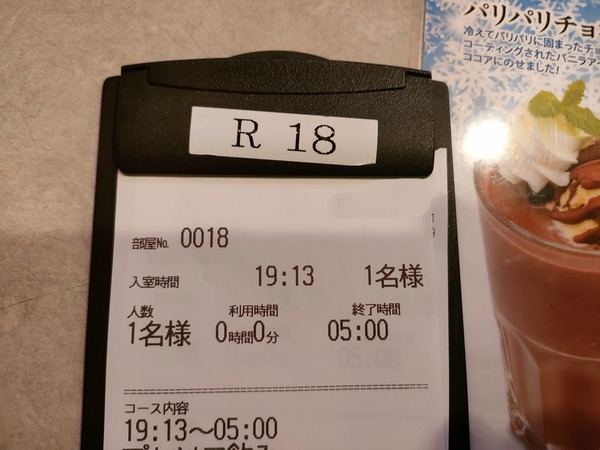 R 18
部屋No. 0018
入室時間 19:13 1名様
人数 利用時間 終了時間
1名様 0時間0分 05:00
コース内容
19:13～05:00
パリパリチョ
冷えてパリパリに固まったチョ
コーティングされたバニラアー
ココアにのせました!